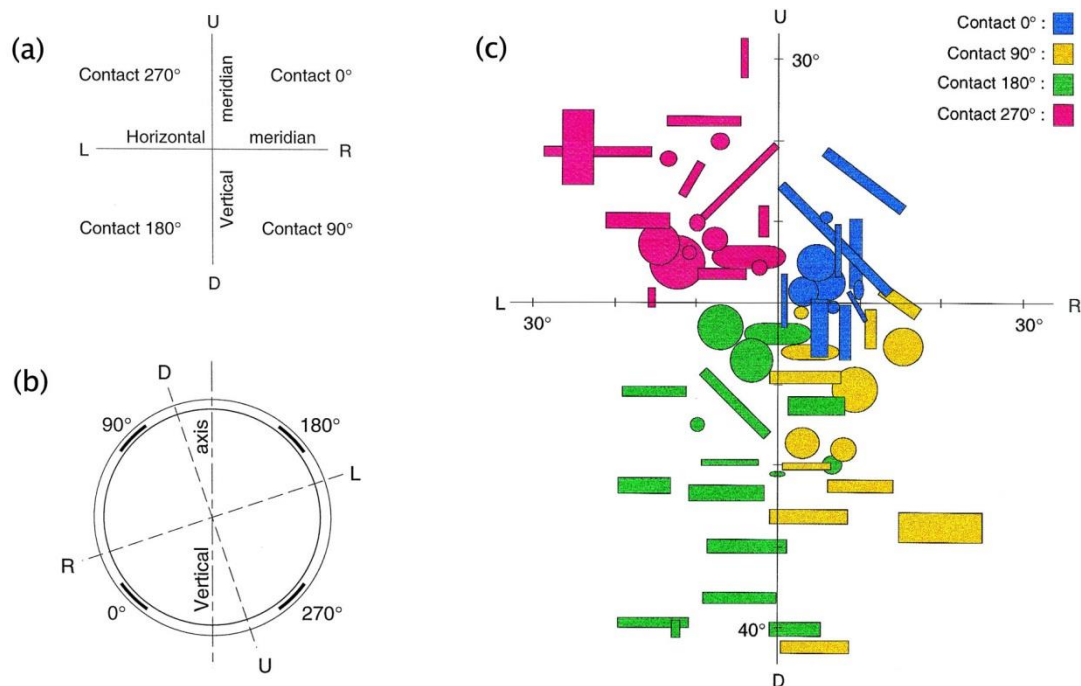 (a)
U
Contact 270°
Contact 0°
meridian
Horizontal
meridian
L
R
Vertical
Contact 180°
Contact 90°
D
(b)
D
90°
180°
axis
L
R
Vertical
0°
270°
U
(c)
U
30°
Contact 0° :
Contact 90° :
Contact 180° :
Contact 270° :
L
R
30°
30°
40°
D